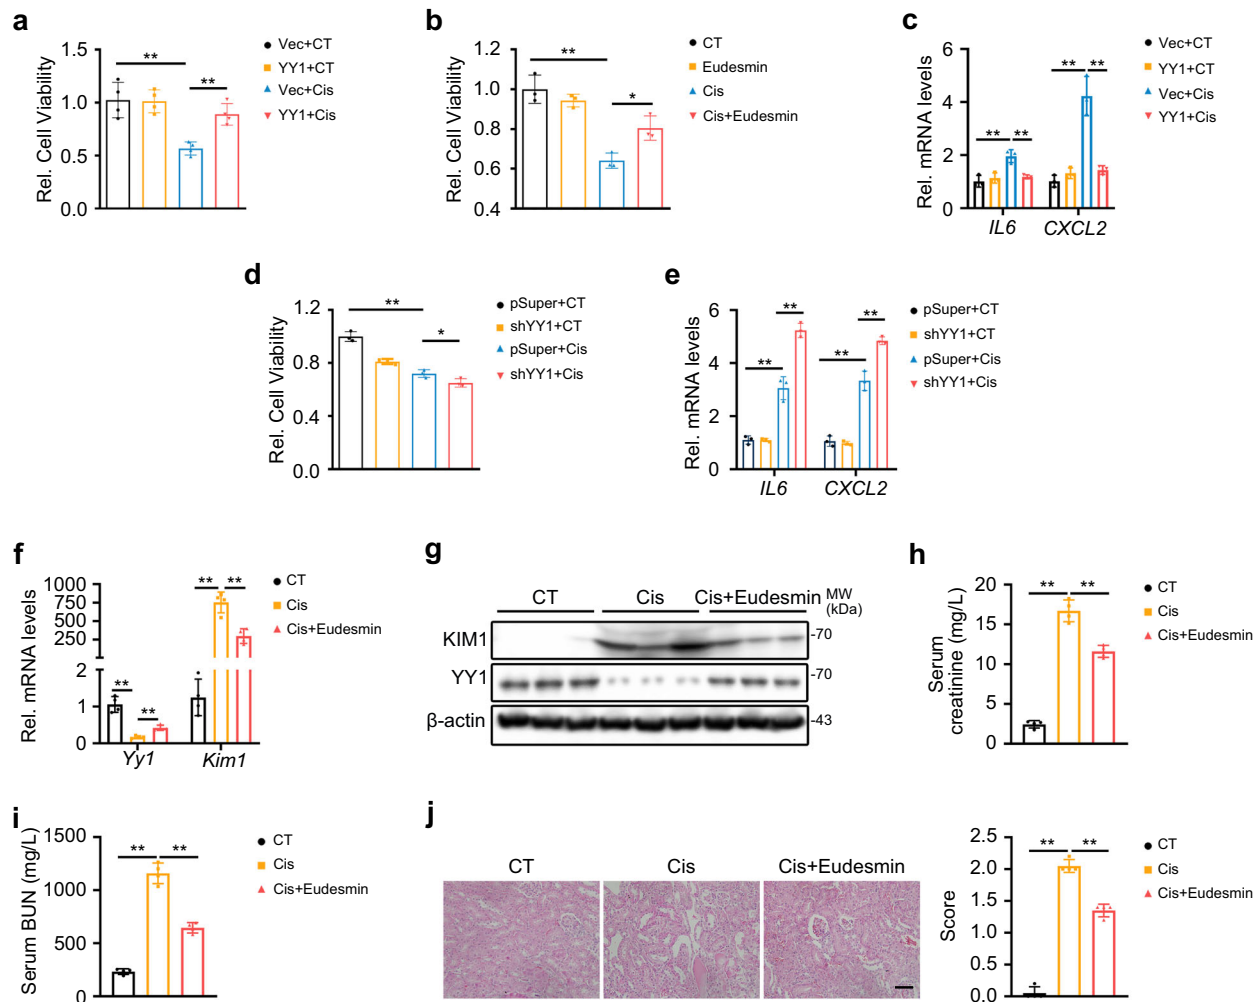 a
Rel. Cell Viability
1.5
1.0
0.5
0.0
**
**
Vec+CT
YY1+CT
Vec+Cis
YY1+Cis
b
Rel. Cell Viability
1.2
1.0
0.8
0.6
0.4
**
*
CT
Eudesmin
Cis
Cis+Eudesmin
c
Rel. mRNA levels
6
4
2
0
**
**
**
**
IL6
CXCL2
Vec+CT
YY1+CT
Vec+Cis
YY1+Cis
d
Rel. Cell Viability
1.2
0.8
0.4
0.0
**
*
pSuper+CT
shYY1+CT
pSuper+Cis
shYY1+Cis
e
Rel. mRNA levels
6
4
2
0
**
**
**
**
IL6
CXCL2
pSuper+CT
shYY1+CT
pSuper+Cis
shYY1+Cis
f
Rel. mRNA levels
1000
750
500
250
2
1
0
**
**
**
**
Yy1
Kim1
CT
Cis
Cis+Eudesmin
g
CT
Cis
Cis+Eudesmin
MW
(kDa)
KIM1
-70
YY1
-70
β-actin
-43
h
Serum
creatinine (mg/L)
20
15
10
5
0
**
**
CT
Cis
Cis+Eudesmin
i
Serum BUN (mg/L)
1500
1000
500
0
**
**
CT
Cis
Cis+Eudesmin
j
CT
Cis
Cis+Eudesmin
Score
2.5
2.0
1.5
1.0
0.5
0.0
**
**
CT
Cis
Cis+Eudesmin